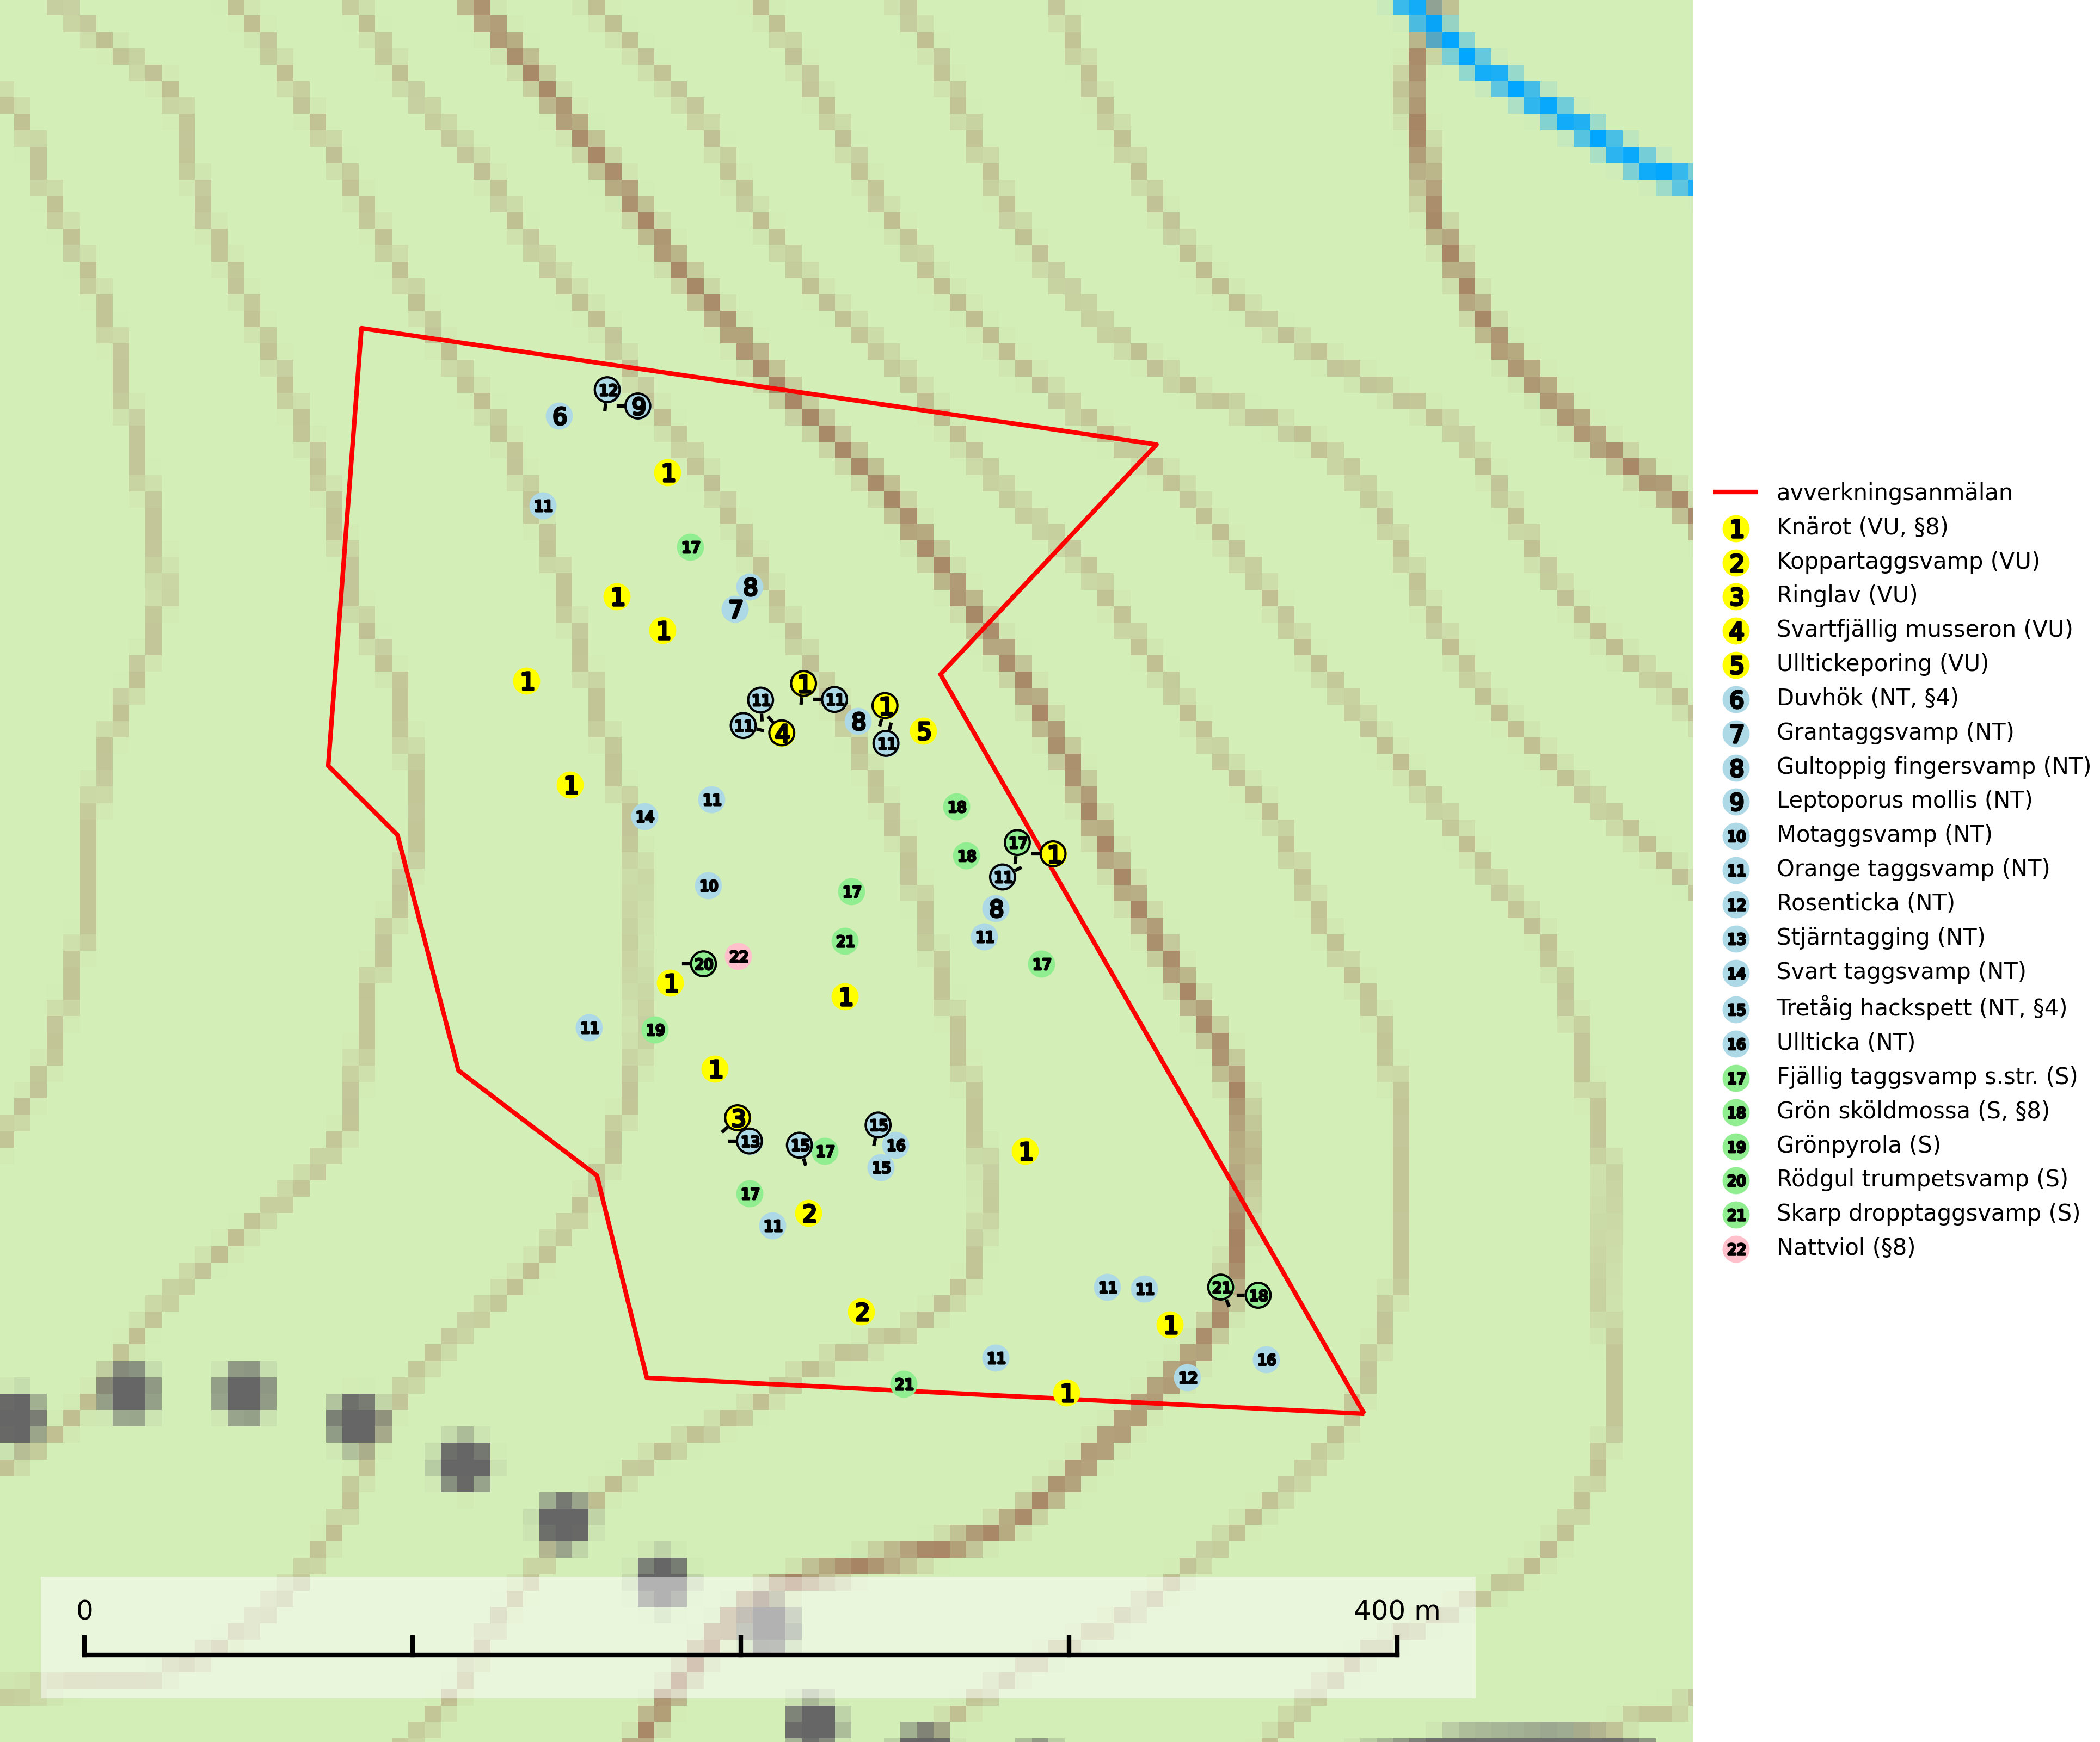 12
9
6
1
11
17
8
7
1
1
1
1
11
11
11
4
8
1
11
5
1
14
11
18
17
1
18
11
10
17
8
11
21
22
20
17
1
1
11
19
1
3
13
15
17
15
16
15
1
17
2
11
11
11
21
18
2
1
11
16
12
21
1
0
400 m
avverkningsanmälan
1 Knärot (VU, §8)
2 Koppartaggsvamp (VU)
3 Ringlav (VU)
4 Svartfjällig musseron (VU)
5 Ulltickeporing (VU)
6 Duvhök (NT, §4)
7 Grantaggsvamp (NT)
8 Gultoppig fingersvamp (NT)
9 Leptoporus mollis (NT)
10 Motaggsvamp (NT)
11 Orange taggsvamp (NT)
12 Rosenticka (NT)
13 Stjärntagging (NT)
14 Svart taggsvamp (NT)
15 Tretåig hackspett (NT, §4)
16 Ullticka (NT)
17 Fjällig taggsvamp s.str. (S)
18 Grön sköldmossa (S, §8)
19 Grönpyrola (S)
20 Rödgul trumpetsvamp (S)
21 Skarp dropptaggsvamp (S)
22 Nattviol (§8)